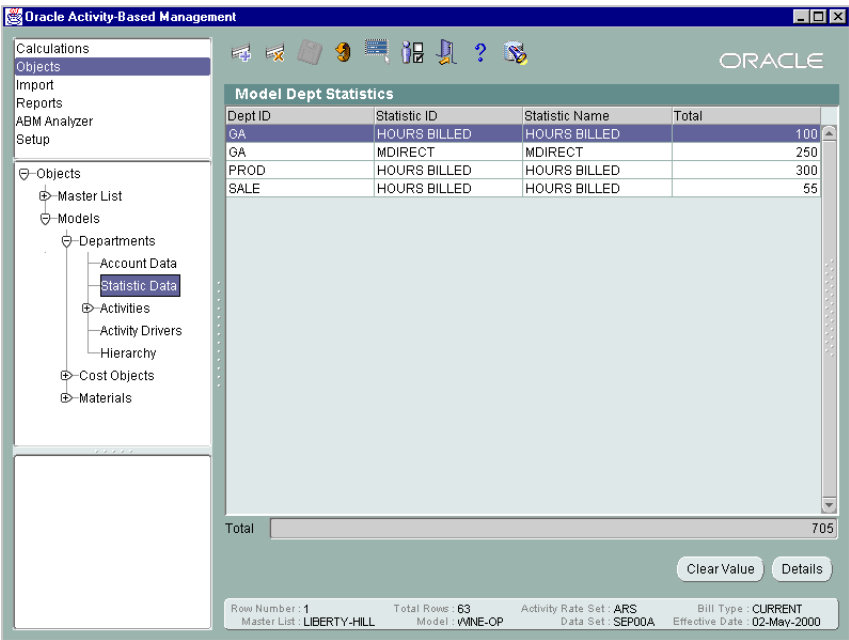 Oracle Activity-Based Management
Calculations
Objects
Import
Reports
ABM Analyzer
Setup
ORACLE
Objects
Master List
Models
Departments
Account Data
Statistic Data
Activities
Activity Drivers
Hierarchy
Cost Objects
Materials
Model Dept Statistics
Dept ID Statistic ID Statistic Name Total
GA HOURS BILLED HOURS BILLED 100
GA MDIRECT MDIRECT 250
PROD HOURS BILLED HOURS BILLED 300
SALE HOURS BILLED HOURS BILLED 55
Total 705
Clear Value Details
Row Number : 1 Total Rows : 63 Activity Rate Set : ARS Bill Type : CURRENT
Master List : LIBERTY-HILL Model : WINE-OP Data Set : SEP00A Effective Date : 02-May-2000